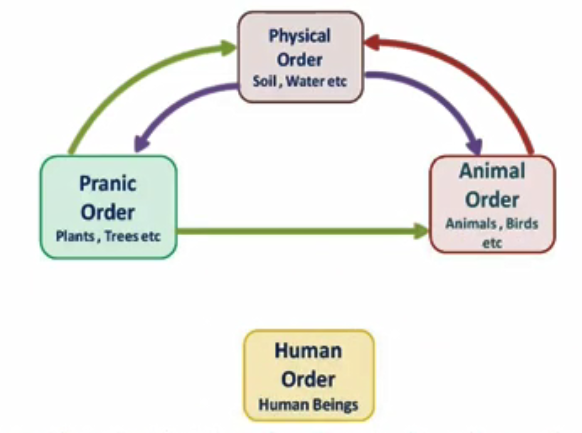 Physical
Order
Soil, Water etc
Pranic
Order
Plants, Trees etc
Animal
Order
Animals, Birds
etc
Human
Order
Human Beings